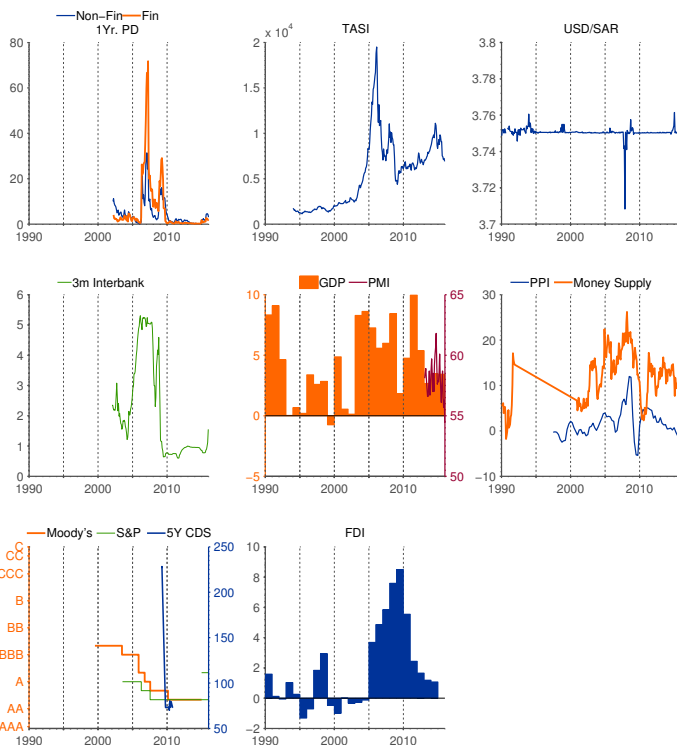 Non−Fin Fin
1Yr. PD
80
60
40
20
0
1990 2000 2010
TASI
2 x 10⁴
1.5
1
0.5
0
1990 2000 2010
USD/SAR
3.8
3.78
3.76
3.74
3.72
3.7
1990 2000 2010
3m Interbank
6
5
4
3
2
1
0
1990 2000 2010
GDP PMI
10
5
0
−5
65
60
55
50
1990 2000 2010
PPI Money Supply
30
20
10
0
−10
1990 2000 2010
Moody's S&P 5Y CDS
C
CC
CCC
B
BB
BBB
A
AA
AAA
250
200
150
100
50
1990 2000 2010
FDI
10
8
6
4
2
0
−2
1990 2000 2010